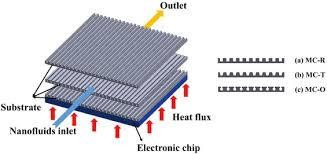 Outlet
(a) MC-R
(b) MC-T
(c) MC-O
Substrate
Heat flux
Nanofluids inlet
Electronic chip